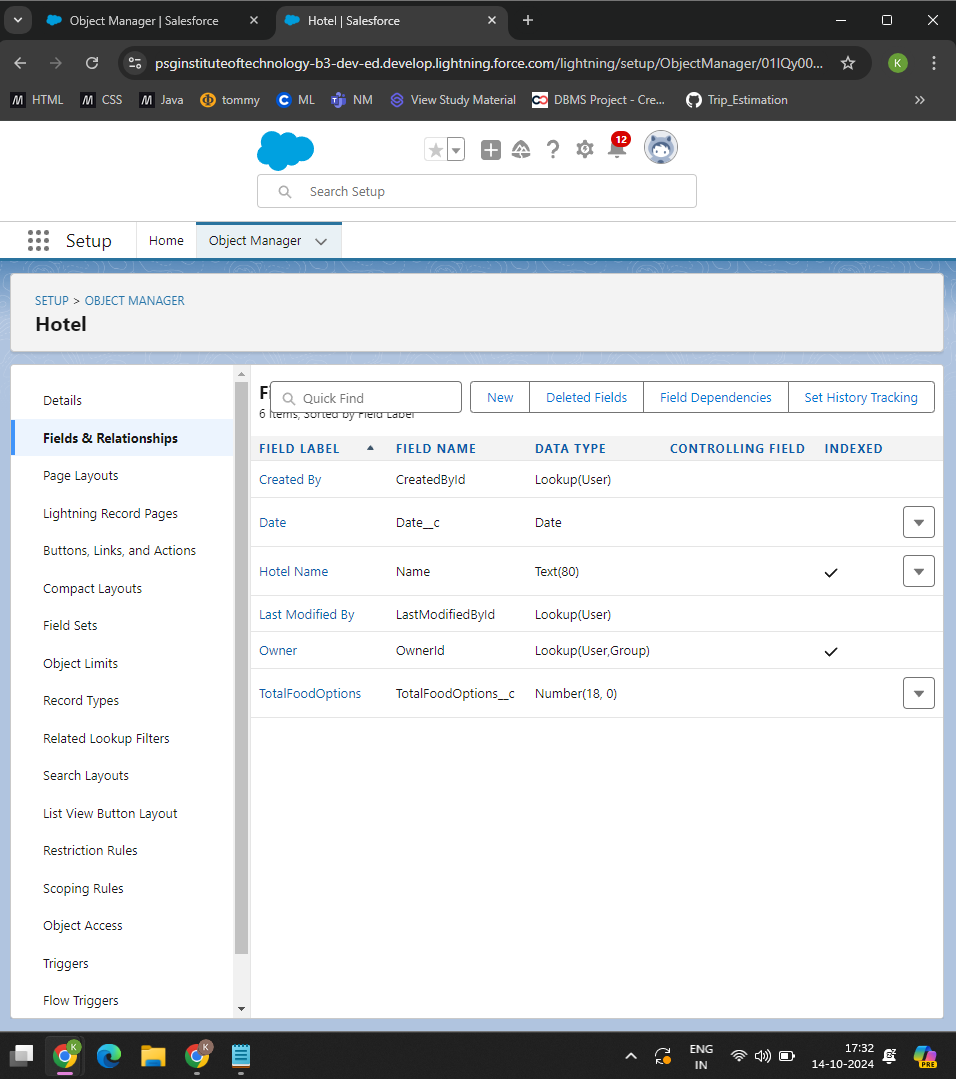 Object Manager | Salesforce
Hotel | Salesforce
psginstituteoftechnology-b3-dev-ed.develop.lightning.force.com/lightning/setup/ObjectManager/01IQy00...
K
HTML
CSS
Java
tommy
ML
NM
View Study Material
DBMS Project - Cre...
Trip_Estimation
12
Search Setup
Setup
Home
Object Manager
SETUP > OBJECT MANAGER
Hotel
Details
Fields & Relationships
Page Layouts
Lightning Record Pages
Buttons, Links, and Actions
Compact Layouts
Field Sets
Object Limits
Record Types
Related Lookup Filters
Search Layouts
List View Button Layout
Restriction Rules
Scoping Rules
Object Access
Triggers
Flow Triggers
Quick Find
New
Deleted Fields
Field Dependencies
Set History Tracking
6 Items, Sorted by Field Label
FIELD LABEL FIELD NAME DATA TYPE CONTROLLING FIELD INDEXED
Created By CreatedById Lookup(User)
Date Date__c Date
Hotel Name Name Text(80)
Last Modified By LastModifiedById Lookup(User)
Owner OwnerId Lookup(User,Group)
TotalFoodOptions TotalFoodOptions__c Number(18, 0)
K
K
ENG
IN
17:32
14-10-2024
PRE